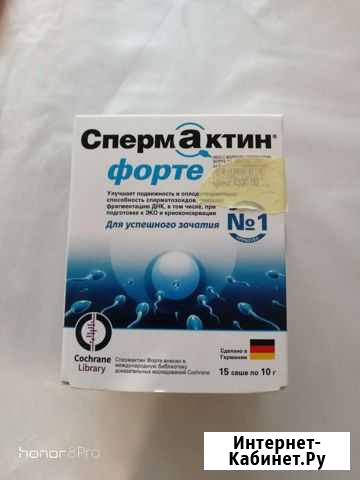 СпермАктин®
форте
Улучшает подвижность и
способность сперматозоидов,
фрагментацию ДНК, в том числе, при
подготовке к ЭКО и криоконсервации
Для успешного зачатия
№1
Cochrane
Library
Спермактин Форте внесен в
международную библиотеку
доказательных исследований Cochrane
Сделано в
Германии
15 саше по 10 г
honor 8 Pro
Интернет-
Кабинет.Ру